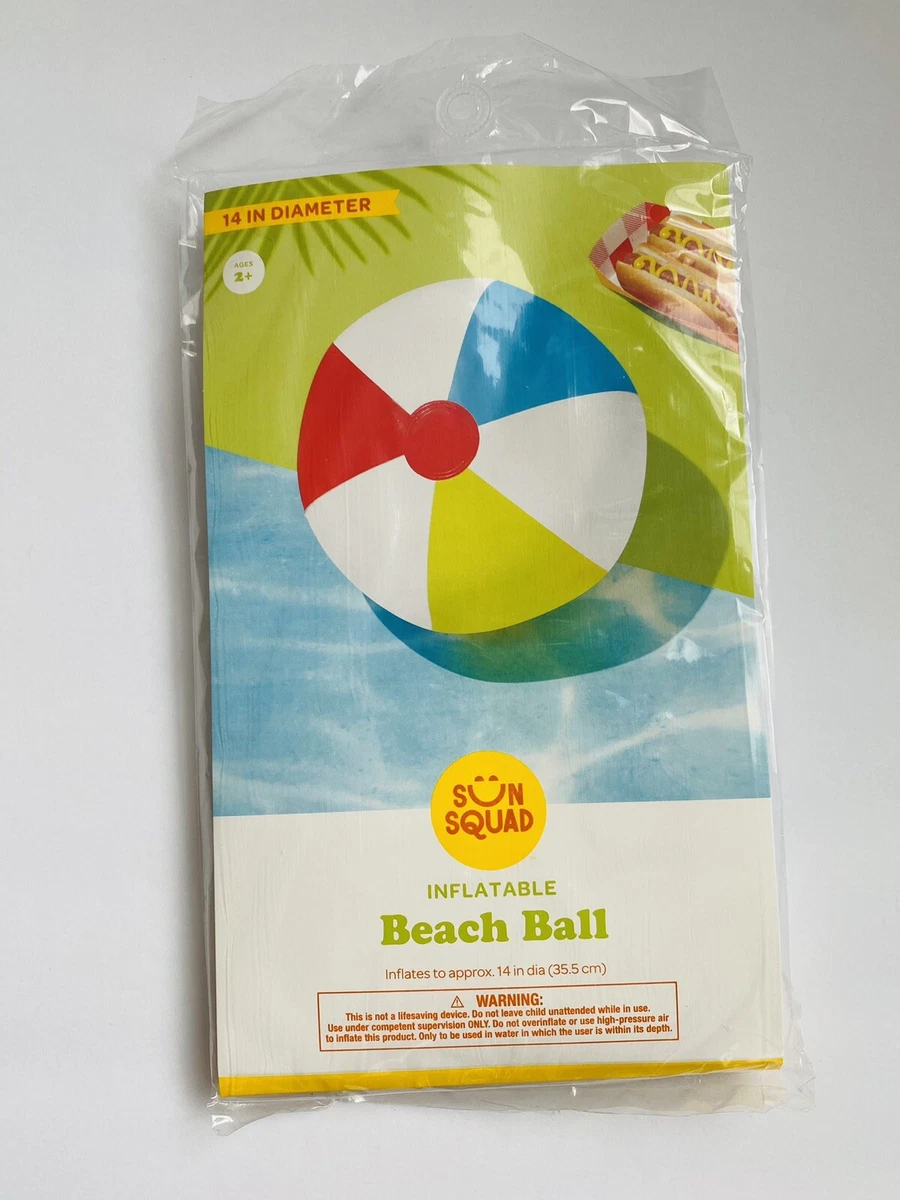 14 IN DIAMETER
AGES
2+
SUN
SQUAD
INFLATABLE
Beach Ball
Inflates to approx. 14 in dia (35.5 cm)
⚠ WARNING:
This is not a lifesaving device. Do not leave child unattended while in use.
Use under competent supervision ONLY. Do not overinflate or use high-pressure air
to inflate this product. Only to be used in water in which the user is within its depth.